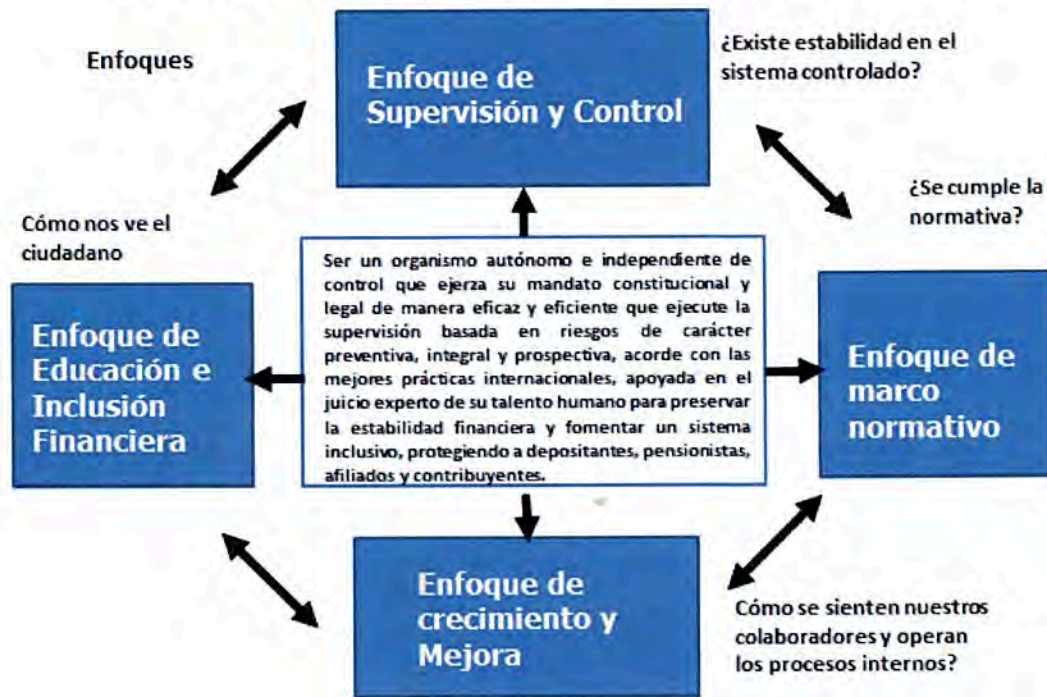 Enfoques
Enfoque de
Supervisión y Control
¿Existe estabilidad en el
sistema controlado?
¿Se cumple la
normativa?
Cómo nos ve el
ciudadano
Enfoque de
Educación e
Inclusión
Financiera
Ser un organismo autónomo e independiente de
control que ejerza su mandato constitucional y
legal de manera eficaz y eficiente que ejecute la
supervisión basada en riesgos de carácter
preventiva, integral y prospectiva, acorde con las
mejores prácticas internacionales, apoyada en el
juicio experto de su talento humano para preservar
la estabilidad financiera y fomentar un sistema
inclusivo, protegiendo a depositantes, pensionistas,
afiliados y contribuyentes.
Enfoque de
marco
normativo
Enfoque de
crecimiento y
Mejora
Cómo se sienten nuestros
colaboradores y operan
los procesos internos?